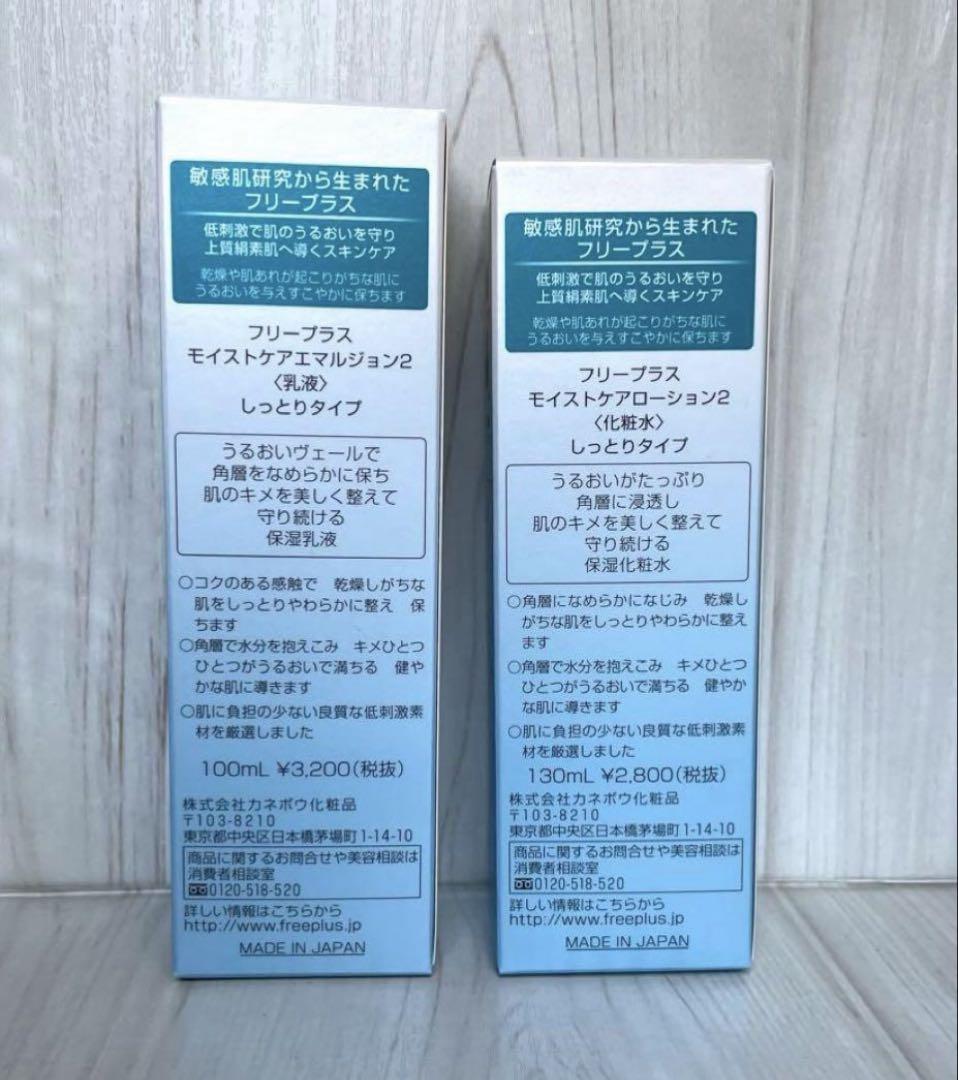 敏感肌研究から生まれた
フリープラス
低刺激で肌のうるおいを守り
上質絹素肌へ導くスキンケア
乾燥や肌あれが起こりがちな肌に
うるおいを与えすこやかに保ちます
フリープラス
モイストケアエマルジョン2
〈乳液〉
しっとりタイプ
うるおいヴェールで
角層をなめらかに保ち
肌のキメを美しく整えて
守り続ける
保湿乳液
○コクのある感触で 乾燥しがちな
肌をしっとりやわらかに整え 保
ちます
○角層で水分を抱えこみ キメひとつ
ひとつがうるおいで満ちる 健や
かな肌に導きます
○肌に負担の少ない良質な低刺激素
材を厳選しました
100mL ¥3,200(税抜)
株式会社カネボウ化粧品
〒103-8210
東京都中央区日本橋茅場町1-14-10
商品に関するお問合せや美容相談は
消費者相談室
0120-518-520
詳しい情報はこちらから
http://www.freeplus.jp
MADE IN JAPAN
敏感肌研究から生まれた
フリープラス
低刺激で肌のうるおいを守り
上質絹素肌へ導くスキンケア
乾燥や肌あれが起こりがちな肌に
うるおいを与えすこやかに保ちます
フリープラス
モイストケアローション2
〈化粧水〉
しっとりタイプ
うるおいがたっぷり
角層に浸透し
肌のキメを美しく整えて
守り続ける
保湿化粧水
○角層になめらかになじみ 乾燥し
がちな肌をしっとりやわらかに整え
ます
○角層で水分を抱えこみ キメひとつ
ひとつがうるおいで満ちる 健やか
な肌に導きます
○肌に負担の少ない良質な低刺激素
材を厳選しました
130mL ¥2,800(税抜)
株式会社カネボウ化粧品
〒103-8210
東京都中央区日本橋茅場町1-14-10
商品に関するお問合せや美容相談は
消費者相談室
0120-518-520
詳しい情報はこちらから
http://www.freeplus.jp
MADE IN JAPAN